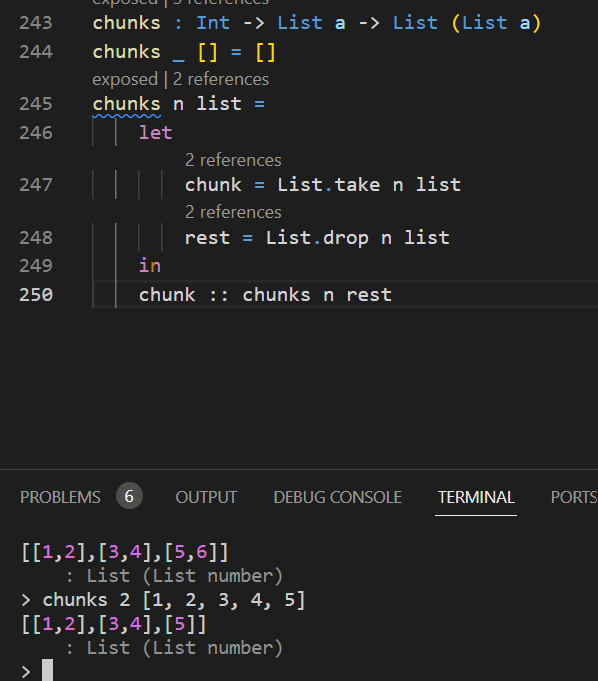 exposed | 3 references
243 chunks : Int -> List a -> List (List a)
244 chunks _ [] = []
exposed | 2 references
245 chunks n list =
246 let
2 references
247 chunk = List.take n list
2 references
248 rest = List.drop n list
249 in
250 chunk :: chunks n rest
PROBLEMS 6 OUTPUT DEBUG CONSOLE TERMINAL PORTS
[[1,2],[3,4],[5,6]]
: List (List number)
> chunks 2 [1, 2, 3, 4, 5]
[[1,2],[3,4],[5]]
: List (List number)
>